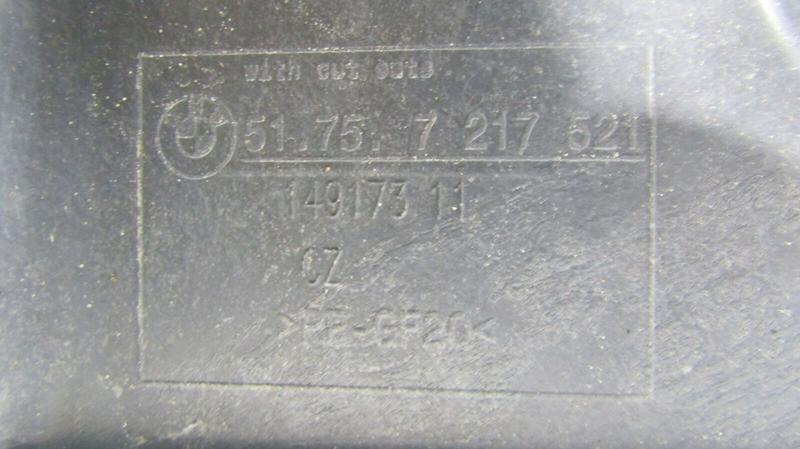 with cut outs
51.75. 7 217 521
149173 11
CZ
>PP-GF20<